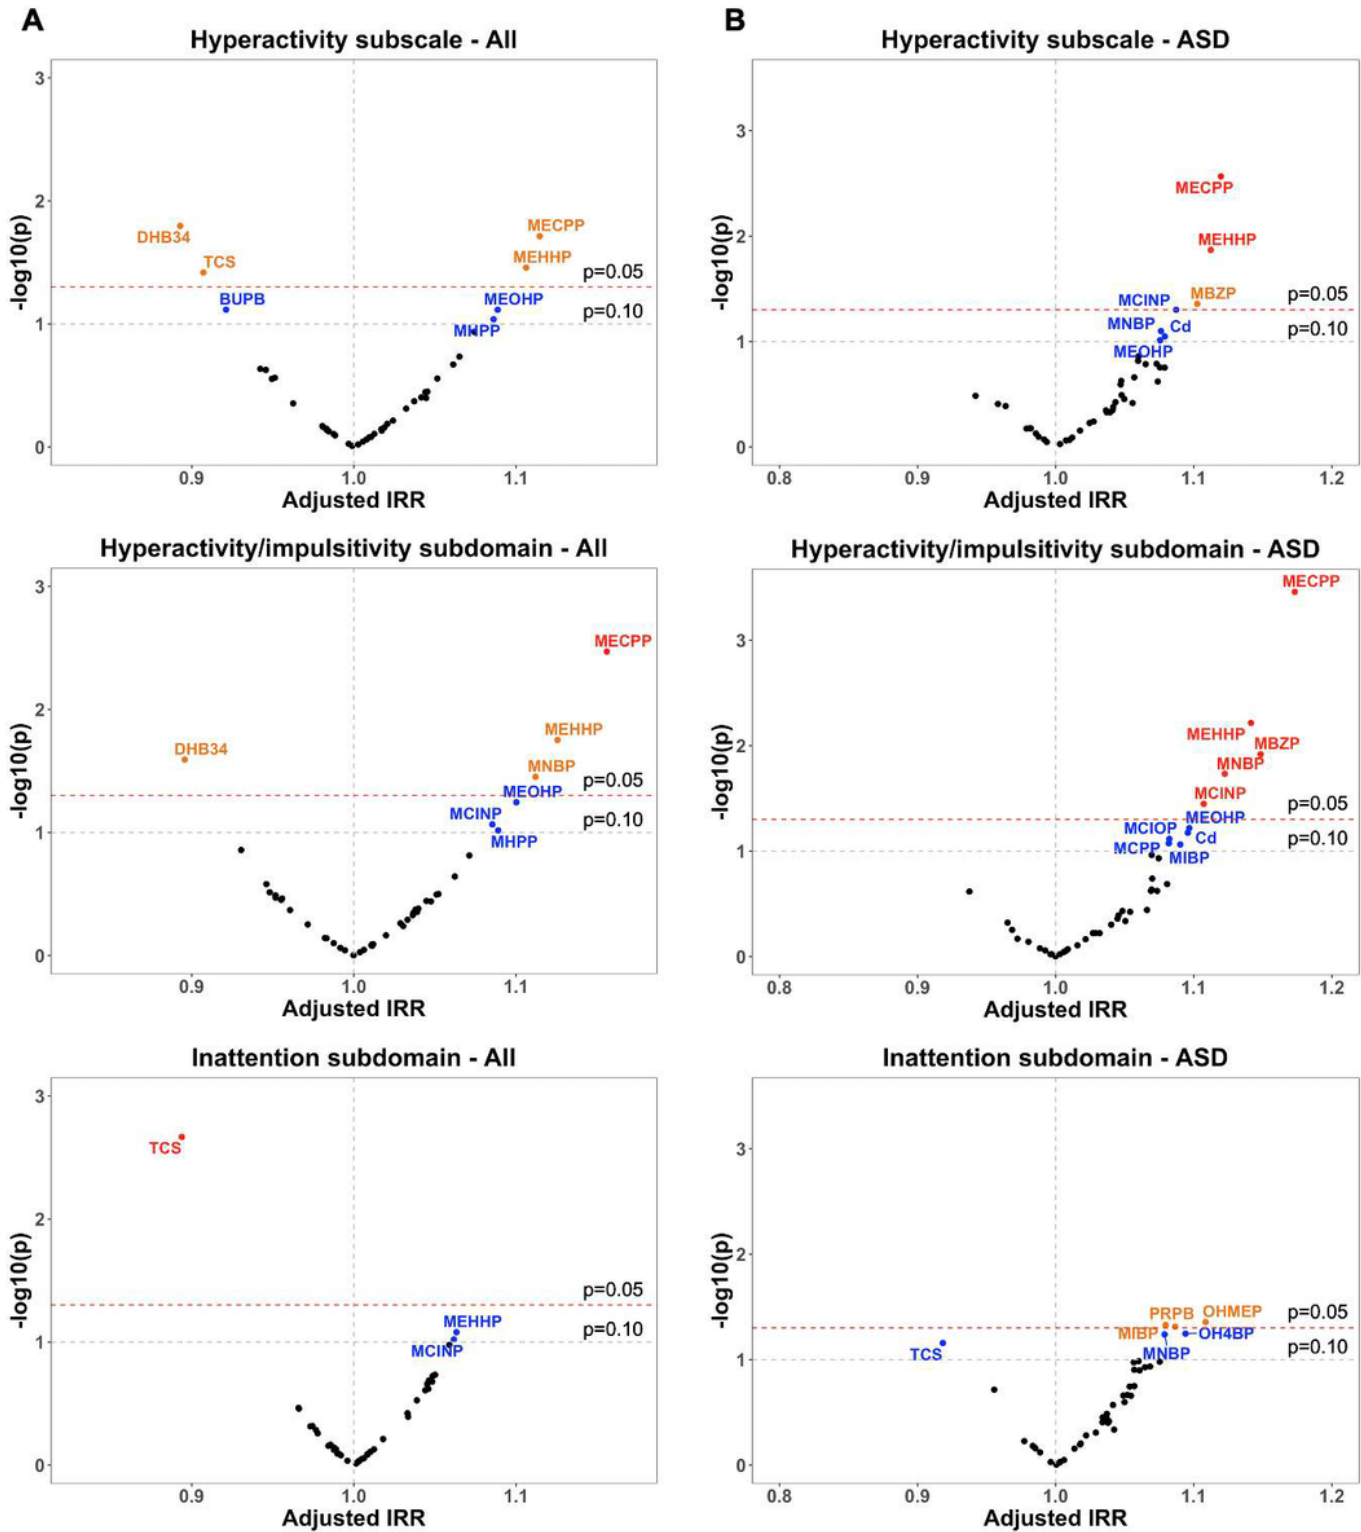 A
B
Hyperactivity subscale - All
3
2
1
0
-log10(p)
DHB34
TCS
BUPB
MECPP
MEHHP
p=0.05
MEOHP
p=0.10
MHPP
0.9
1.0
1.1
Adjusted IRR
Hyperactivity subscale - ASD
3
2
1
0
-log10(p)
MECPP
MEHHP
MBZP
MCINP
p=0.05
MNBP
Cd
p=0.10
MEOHP
0.8
0.9
1.0
1.1
1.2
Adjusted IRR
Hyperactivity/impulsitivity subdomain - All
3
2
1
0
-log10(p)
MECPP
DHB34
MEHHP
MNBP
p=0.05
MEOHP
MCINP
p=0.10
MHPP
0.9
1.0
1.1
Adjusted IRR
Hyperactivity/impulsitivity subdomain - ASD
3
2
1
0
-log10(p)
MECPP
MEHHP
MBZP
MNBP
MCINP
p=0.05
MEOHP
MCIOP
Cd
p=0.10
MCPP
MIBP
0.8
0.9
1.0
1.1
1.2
Adjusted IRR
Inattention subdomain - All
3
2
1
0
-log10(p)
TCS
p=0.05
MEHHP
p=0.10
MCINP
0.9
1.0
1.1
Adjusted IRR
Inattention subdomain - ASD
3
2
1
0
-log10(p)
PRPB
OHMEP
p=0.05
MIBP
OH4BP
p=0.10
TCS
MNBP
0.8
0.9
1.0
1.1
1.2
Adjusted IRR